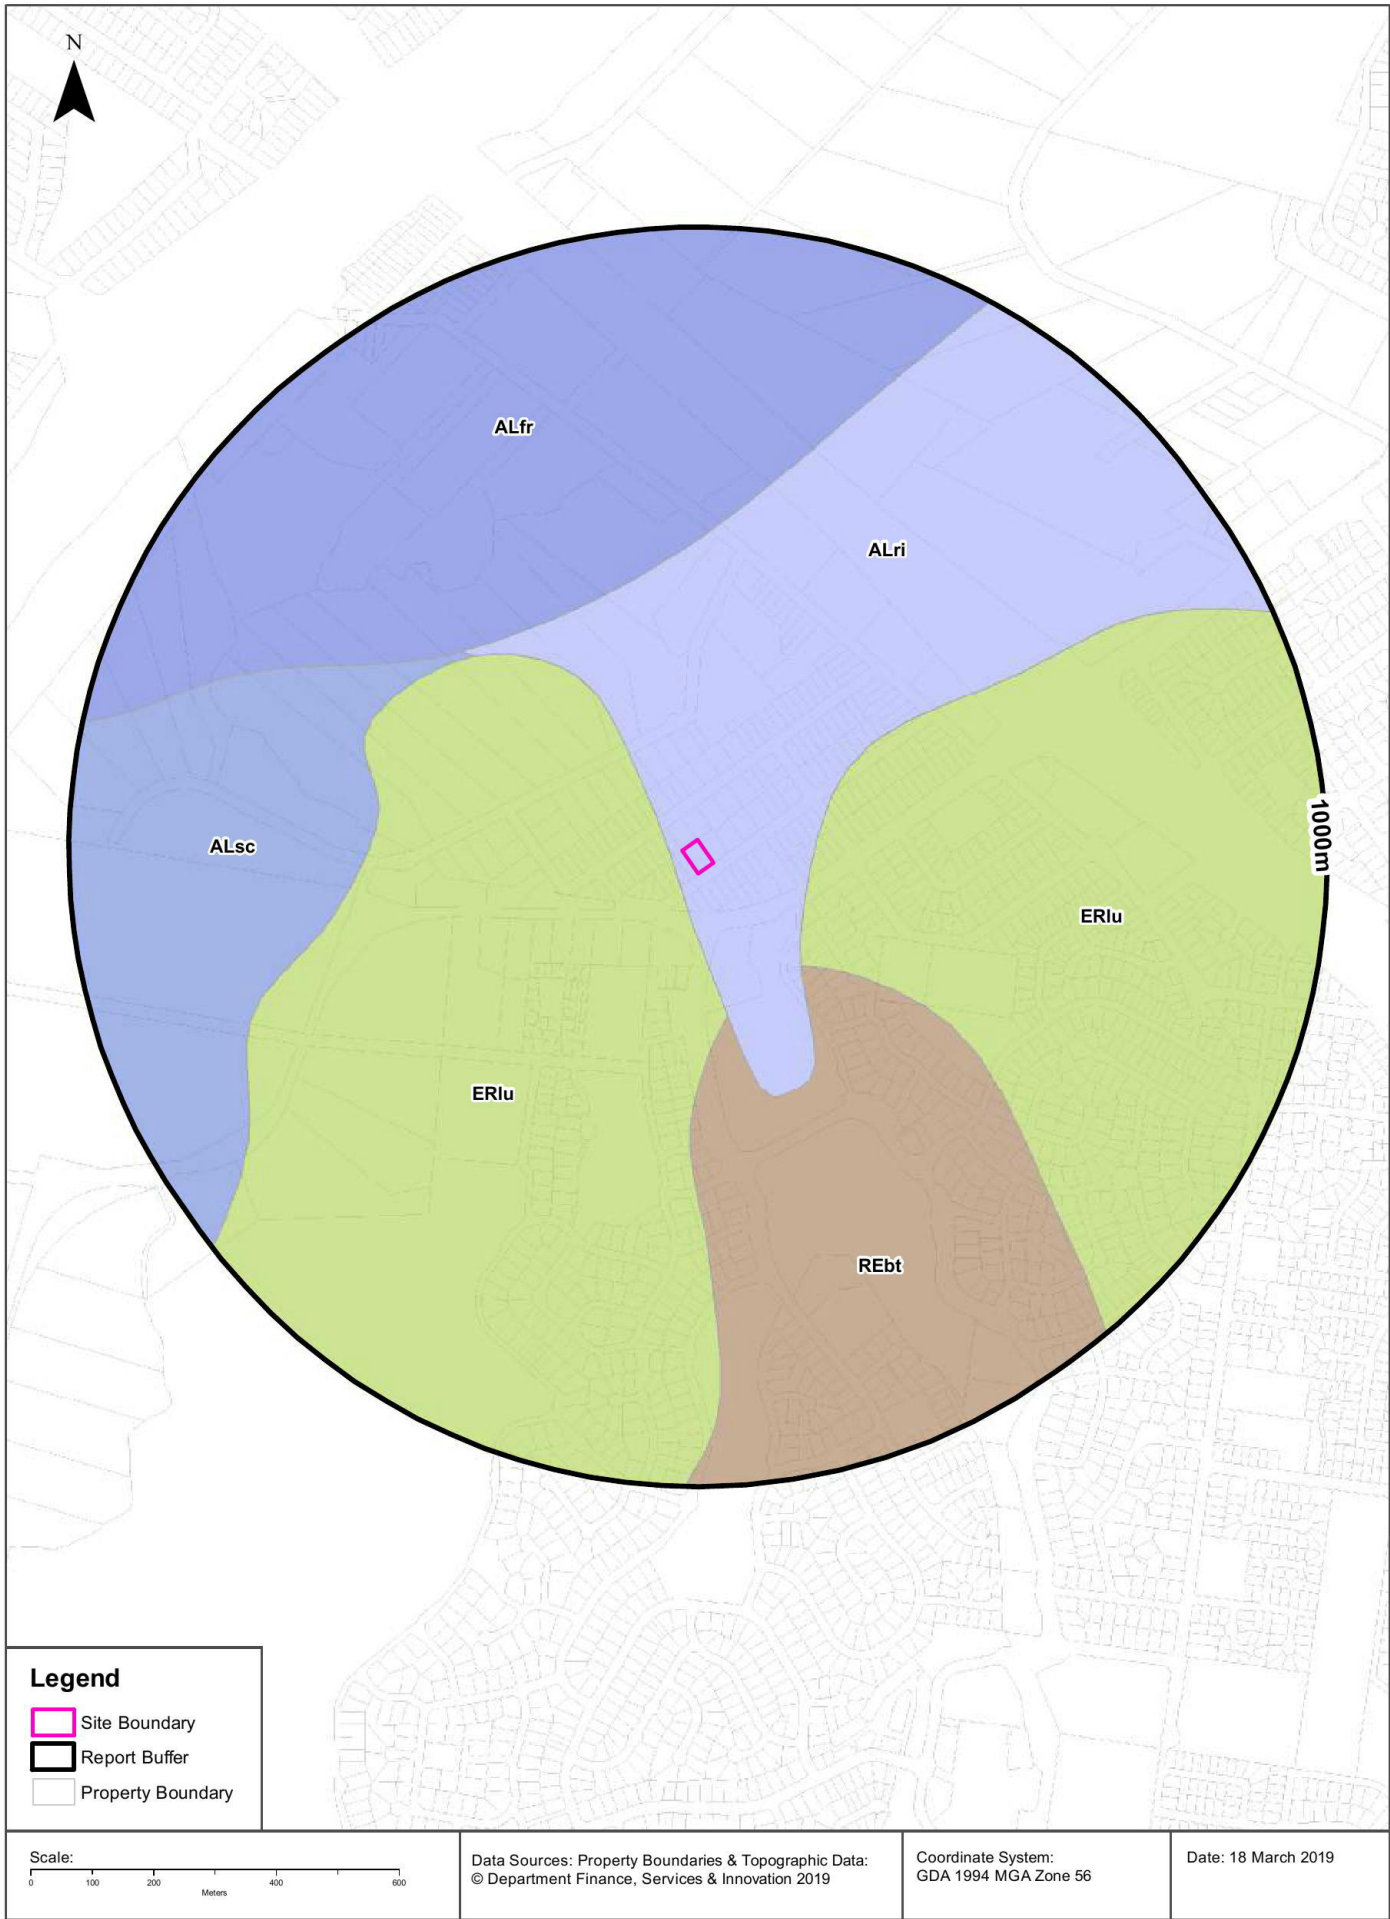 N
ALfr
ALri
ALsc
1000m
ERlu
ERlu
REbt
Legend
Site Boundary
Report Buffer
Property Boundary
Scale:
0 100 200 400 600
Meters
Data Sources: Property Boundaries & Topographic Data:
© Department Finance, Services & Innovation 2019
Coordinate System:
GDA 1994 MGA Zone 56
Date: 18 March 2019